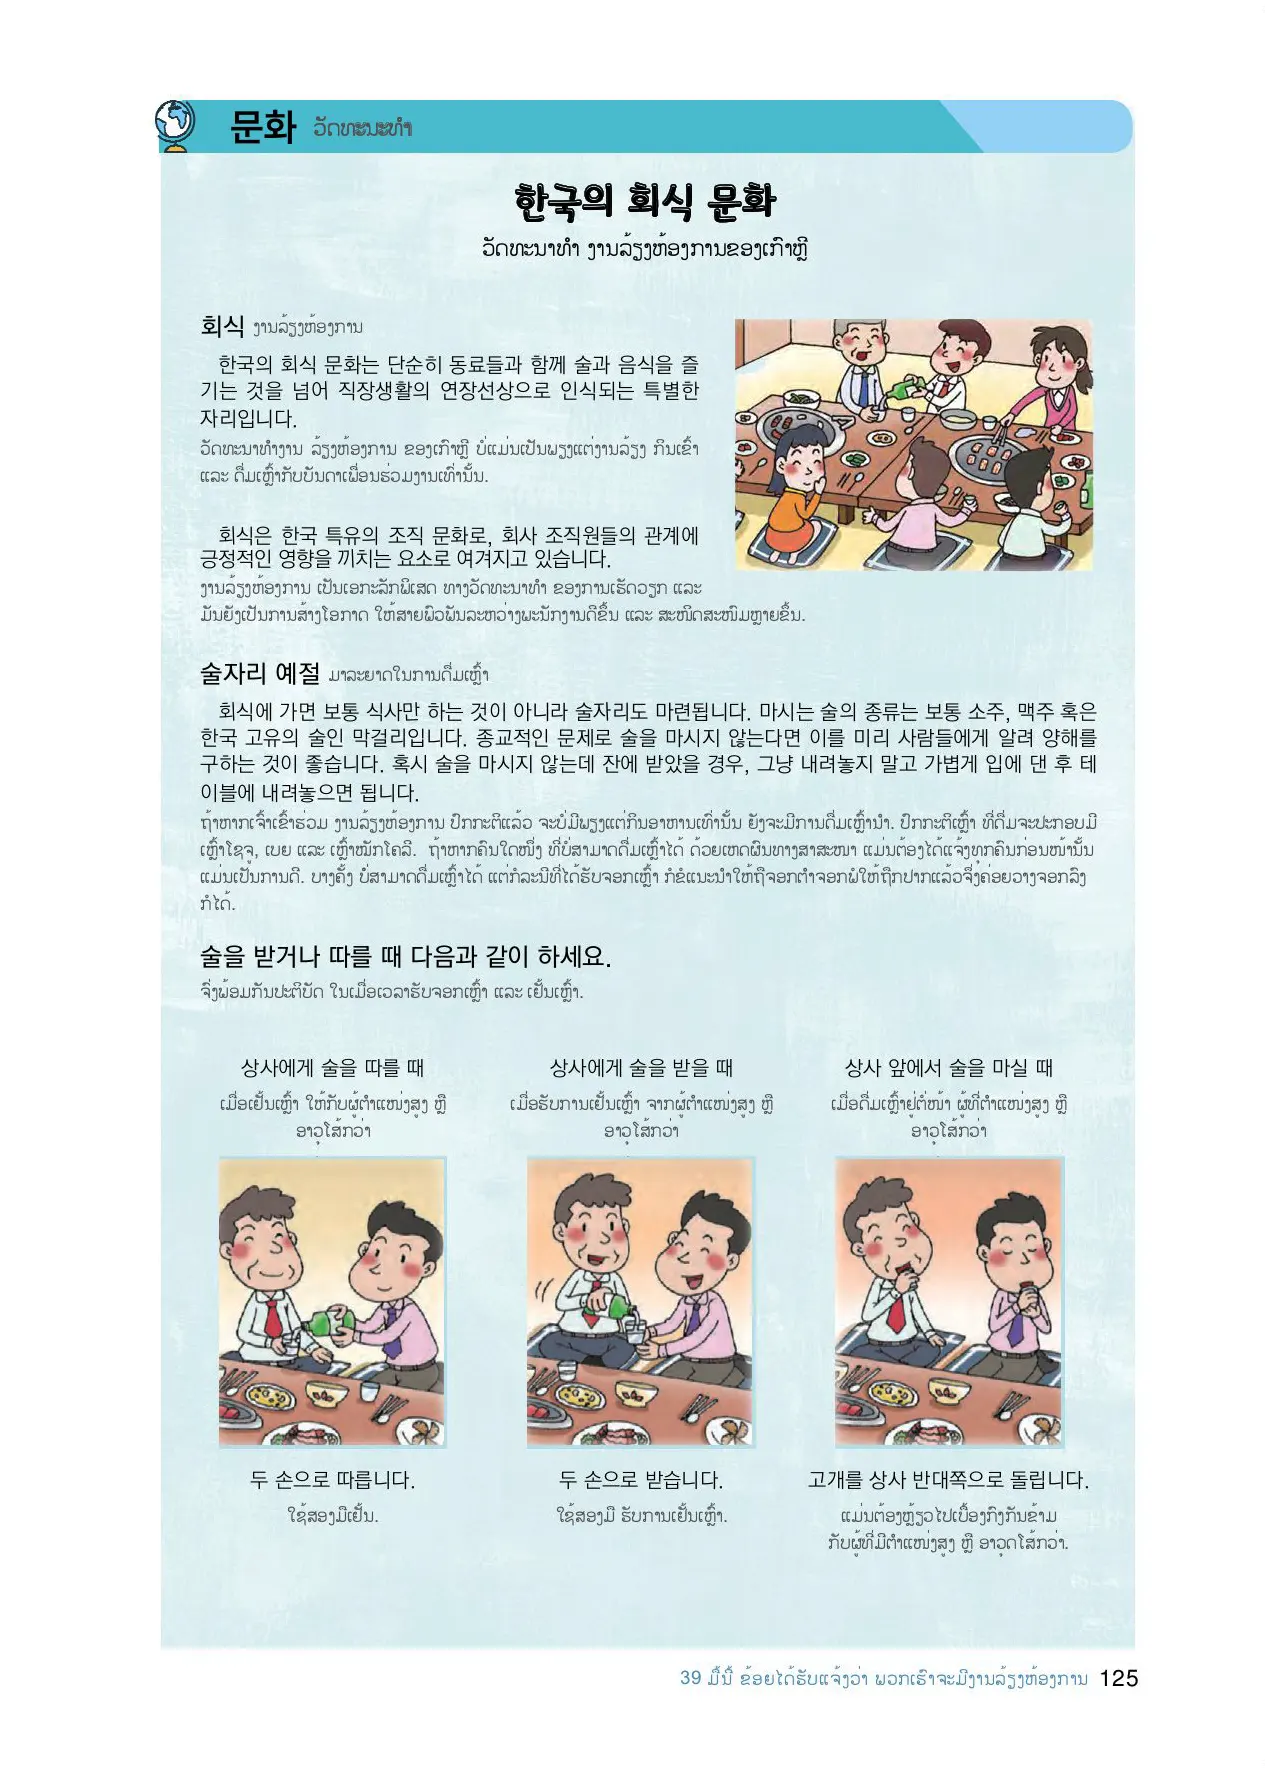 문화 ວັດທະນະທຳ
한국의 회식 문화
ວັດທະນາທຳ ງານລ້ຽງຫ້ອງການຂອງເກົາຫຼີ
회식 ງານລ້ຽງຫ້ອງການ
한국의 회식 문화는 단순히 동료들과 함께 술과 음식을 즐
기는 것을 넘어 직장생활의 연장선상으로 인식되는 특별한
자리입니다.
ວັດທະນາທຳງານ ລ້ຽງຫ້ອງການ ຂອງເກົາຫຼີ ບໍ່ແມ່ນເປັນພຽງແຕ່ງານລ້ຽງ ກິນເຂົ້າ
ແລະ ດື່ມເຫຼົ້າກັບບັນດາເພື່ອນຮ່ວມງານເທົ່ານັ້ນ.
회식은 한국 특유의 조직 문화로, 회사 조직원들의 관계에
긍정적인 영향을 끼치는 요소로 여겨지고 있습니다.
ງານລ້ຽງຫ້ອງການ ເປັນເອກະລັກພິເສດ ທາງວັດທະນາທຳ ຂອງການເຮັດວຽກ ແລະ
ມັນຍັງເປັນການສ້າງໂອກາດ ໃຫ້ສາຍພົວພັນລະຫວ່າງພະນັກງານດີຂຶ້ນ ແລະ ສະໜິດສະໜົມຫຼາຍຂຶ້ນ.
술자리 예절 ມາລະຍາດໃນການດື່ມເຫຼົ້າ
회식에 가면 보통 식사만 하는 것이 아니라 술자리도 마련됩니다. 마시는 술의 종류는 보통 소주, 맥주 혹은
한국 고유의 술인 막걸리입니다. 종교적인 문제로 술을 마시지 않는다면 이를 미리 사람들에게 알려 양해를
구하는 것이 좋습니다. 혹시 술을 마시지 않는데 잔에 받았을 경우, 그냥 내려놓지 말고 가볍게 입에 댄 후 테
이블에 내려놓으면 됩니다.
ຖ້າຫາກເຈົ້າເຂົ້າຮ່ວມ ງານລ້ຽງຫ້ອງການ ປົກກະຕິແລ້ວ ຈະບໍ່ມີພຽງແຕ່ກິນອາຫານເທົ່ານັ້ນ ຍັງຈະມີການດື່ມເຫຼົ້ານຳ. ປົກກະຕິເຫຼົ້າ ທີ່ດື່ມຈະປະກອບມີ
ເຫຼົ້າໂຊຈູ, ເບຍ ແລະ ເຫຼົ້າໝັກໂຄລີ. ຖ້າຫາກຄົນໃດໜຶ່ງ ທີ່ບໍ່ສາມາດດື່ມເຫຼົ້າໄດ້ ດ້ວຍເຫດຜົນທາງສາສະໜາ ແມ່ນຕ້ອງໄດ້ແຈ້ງທຸກຄົນກ່ອນໜ້ານັ້ນ
ແມ່ນເປັນການດີ. ບາງຄັ້ງ ບໍ່ສາມາດດື່ມເຫຼົ້າໄດ້ ແຕ່ກໍລະນີທີ່ໄດ້ຮັບຈອກເຫຼົ້າ ກໍຂໍແນະນຳໃຫ້ຖືຈອກຕຳຈອກພໍໃຫ້ຖືກປາກແລ້ວຈຶ່ງຄ່ອຍວາງຈອກລົງ
ກໍໄດ້.
술을 받거나 따를 때 다음과 같이 하세요.
ຈົ່ງພ້ອມກັນປະຕິບັດ ໃນເມື່ອເວລາຮັບຈອກເຫຼົ້າ ແລະ ເຢັ້ນເຫຼົ້າ.
상사에게 술을 따를 때
ເມື່ອເຢັ້ນເຫຼົ້າ ໃຫ້ກັບຜູ້ຕຳແໜ່ງສູງ ຫຼື
ອາວຸໂສກວ່າ
상사에게 술을 받을 때
ເມື່ອຮັບການເຢັ້ນເຫຼົ້າ ຈາກຜູ້ຕຳແໜ່ງສູງ ຫຼື
ອາວຸໂສກວ່າ
상사 앞에서 술을 마실 때
ເມື່ອດື່ມເຫຼົ້າຢູ່ຕໍ່ໜ້າ ຜູ້ທີ່ຕຳແໜ່ງສູງ ຫຼື
ອາວຸໂສກວ່າ
두 손으로 따릅니다.
ໃຊ້ສອງມືເຢັ້ນ.
두 손으로 받습니다.
ໃຊ້ສອງມື ຮັບການເຢັ້ນເຫຼົ້າ.
고개를 상사 반대쪽으로 돌립니다.
ແມ່ນຕ້ອງຫຼ້ຽວໄປເບື້ອງກົງກັນຂ້າມ
ກັບຜູ້ທີ່ມີຕຳແໜ່ງສູງ ຫຼື ອາວຸດໂສກວ່າ.
39 ມື້ນີ້ ຂ້ອຍໄດ້ຮັບແຈ້ງວ່າ ພວກເຮົາຈະມີງານລ້ຽງຫ້ອງການ 125